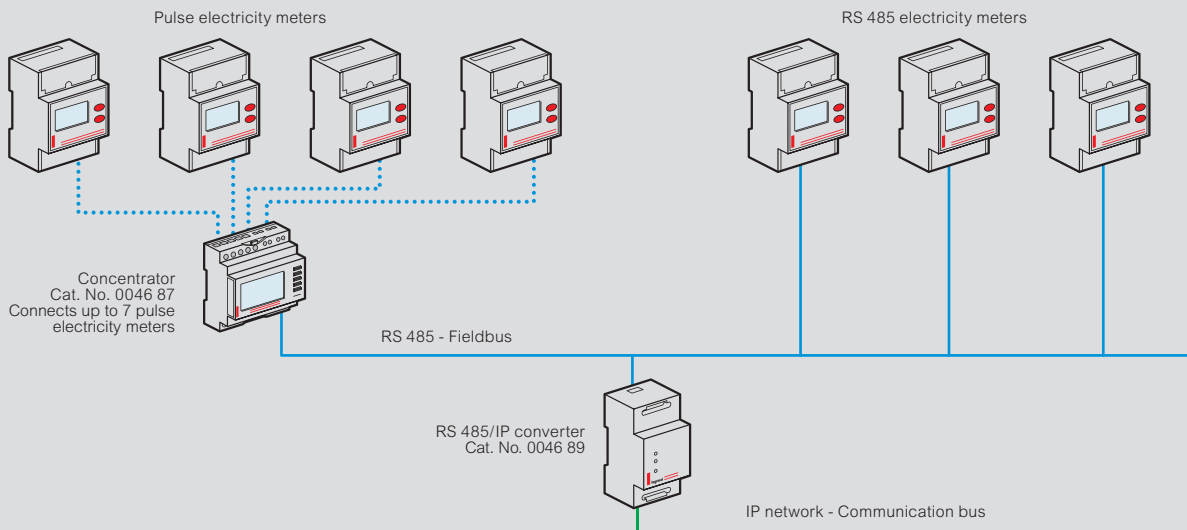 Pulse electricity meters
RS 485 electricity meters
Concentrator
Cat. No. 0046 87
Connects up to 7 pulse
electricity meters
RS 485 - Fieldbus
RS 485/IP converter
Cat. No. 0046 89
legrand
IP network - Communication bus